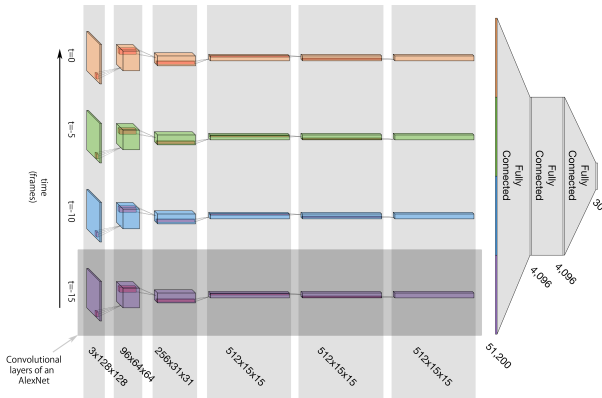 t=0
t=-5
t=-10
t=-15
time
(frames)
Convolutional
layers of an
AlexNet
3x128x128
96x64x64
256x31x31
512x15x15
512x15x15
512x15x15
51,200
Fully
Connected
Fully
Connected
Fully
Connected
4,096
4,096
30